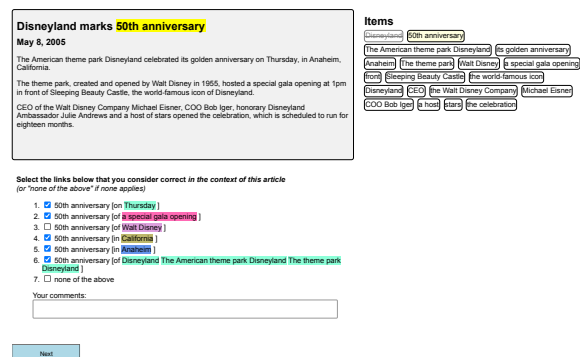 Disneyland marks 50th anniversary
May 8, 2005
The American theme park Disneyland celebrated its golden anniversary on Thursday, in Anaheim,
California.
The theme park, created and opened by Walt Disney in 1955, hosted a special gala opening at 1pm
in front of Sleeping Beauty Castle, the world-famous icon of Disneyland.
CEO of the Walt Disney Company Michael Eisner, COO Bob Iger, honorary Disneyland
Ambassador Julie Andrews and a host of stars opened the celebration, which is scheduled to run for
eighteen months.
Items
Disneyland 50th anniversary
The American theme park Disneyland its golden anniversary
Anaheim The theme park Walt Disney a special gala opening
front Sleeping Beauty Castle the world-famous icon
Disneyland CEO the Walt Disney Company Michael Eisner
COO Bob Iger a host stars the celebration
Select the links below that you consider correct in the context of this article
(or "none of the above" if none applies)
1. 50th anniversary [on Thursday ]
2. 50th anniversary [of a special gala opening ]
3. 50th anniversary [of Walt Disney ]
4. 50th anniversary [in California ]
5. 50th anniversary [in Anaheim ]
6. 50th anniversary [of Disneyland The American theme park Disneyland The theme park
Disneyland ]
7. none of the above
Your comments:
Next